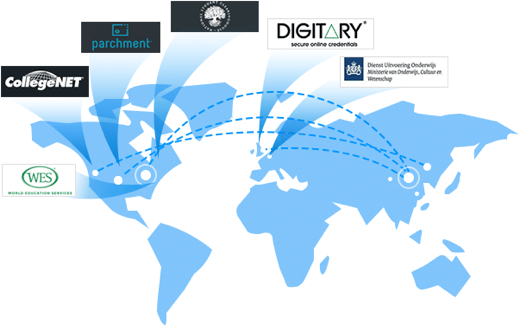 DIGITARY®
secure online credentials
parchment
Dienst Uitvoering Onderwijs
Ministerie van Onderwijs, Cultuur en
Wetenschap
CollegeNET
WES
WORLD EDUCATION SERVICES